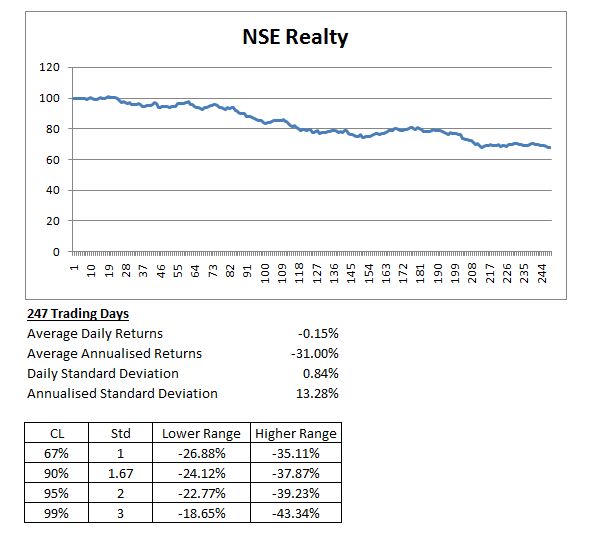 NSE Realty
120
100
80
60
40
20
0
1 10 19 28 37 46 55 64 73 82 91 100 109 118 127 136 145 154 163 172 181 190 199 208 217 226 235 244
247 Trading Days
Average Daily Returns -0.15%
Average Annualised Returns -31.00%
Daily Standard Deviation 0.84%
Annualised Standard Deviation 13.28%
CL Std Lower Range Higher Range
67% 1 -26.88% -35.11%
90% 1.67 -24.12% -37.87%
95% 2 -22.77% -39.23%
99% 3 -18.65% -43.34%